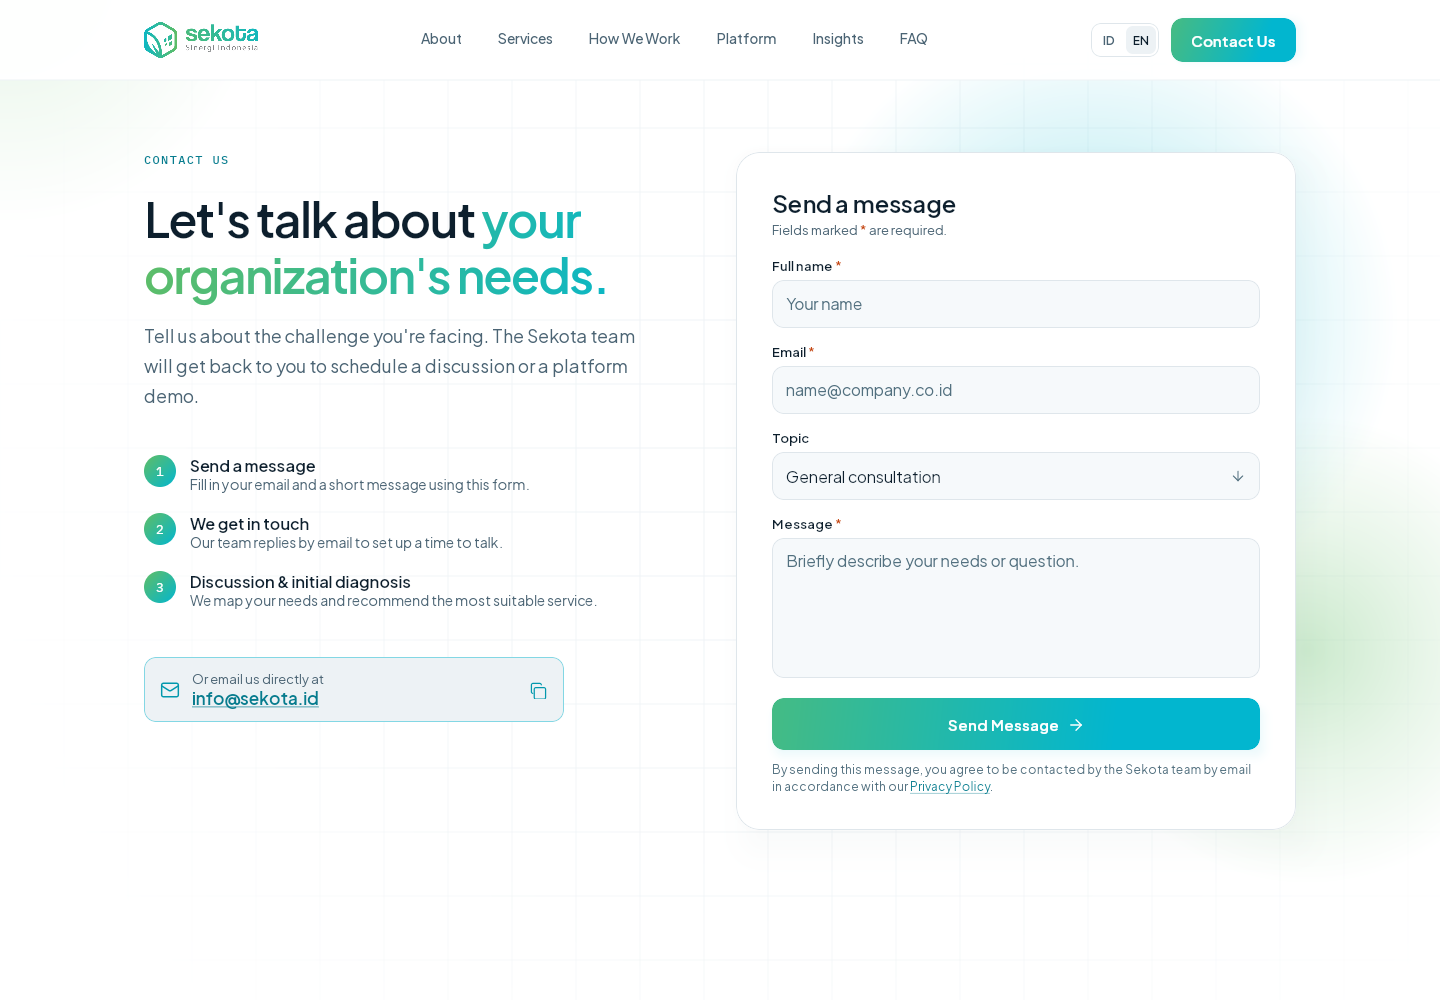 sekota
Sinergi Indonesia
About
Services
How We Work
Platform
Insights
FAQ
ID
EN
Contact Us
CONTACT US
Let's talk about your
organization's needs.
Tell us about the challenge you're facing. The Sekota team
will get back to you to schedule a discussion or a platform
demo.
1
Send a message
Fill in your email and a short message using this form.
2
We get in touch
Our team replies by email to set up a time to talk.
3
Discussion & initial diagnosis
We map your needs and recommend the most suitable service.
Or email us directly at
info@sekota.id
Send a message
Fields marked * are required.
Full name *
Your name
Email *
name@company.co.id
Topic
General consultation
Message *
Briefly describe your needs or question.
Send Message
By sending this message, you agree to be contacted by the Sekota team by email
in accordance with our Privacy Policy.